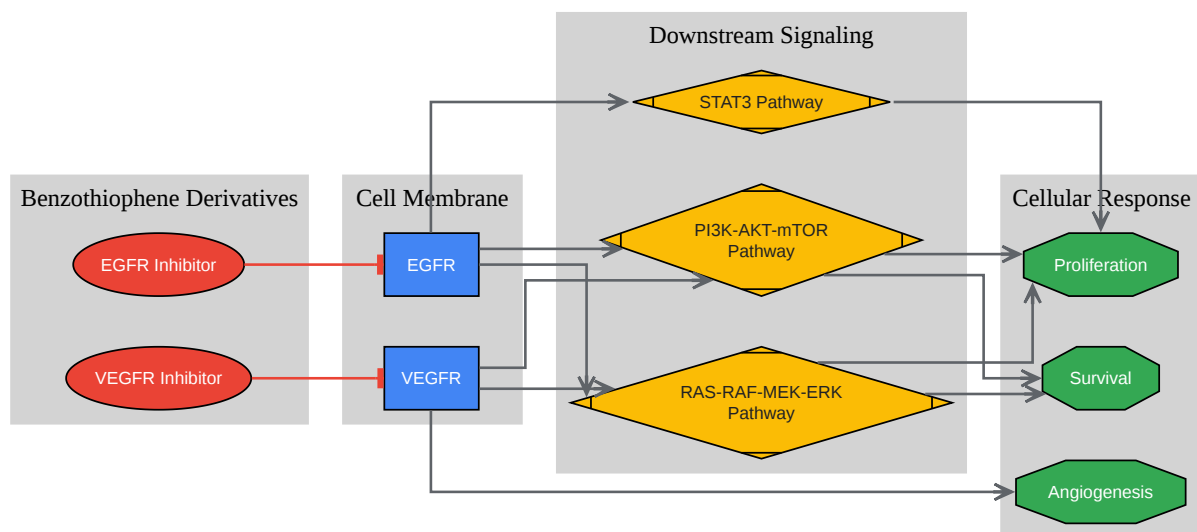 Downstream Signaling
STAT3 Pathway
Benzothiophene Derivatives
Cell Membrane
Cellular Response
EGFR Inhibitor
EGFR
PI3K-AKT-mTOR
Pathway
Proliferation
VEGFR Inhibitor
VEGFR
RAS-RAF-MEK-ERK
Pathway
Survival
Angiogenesis